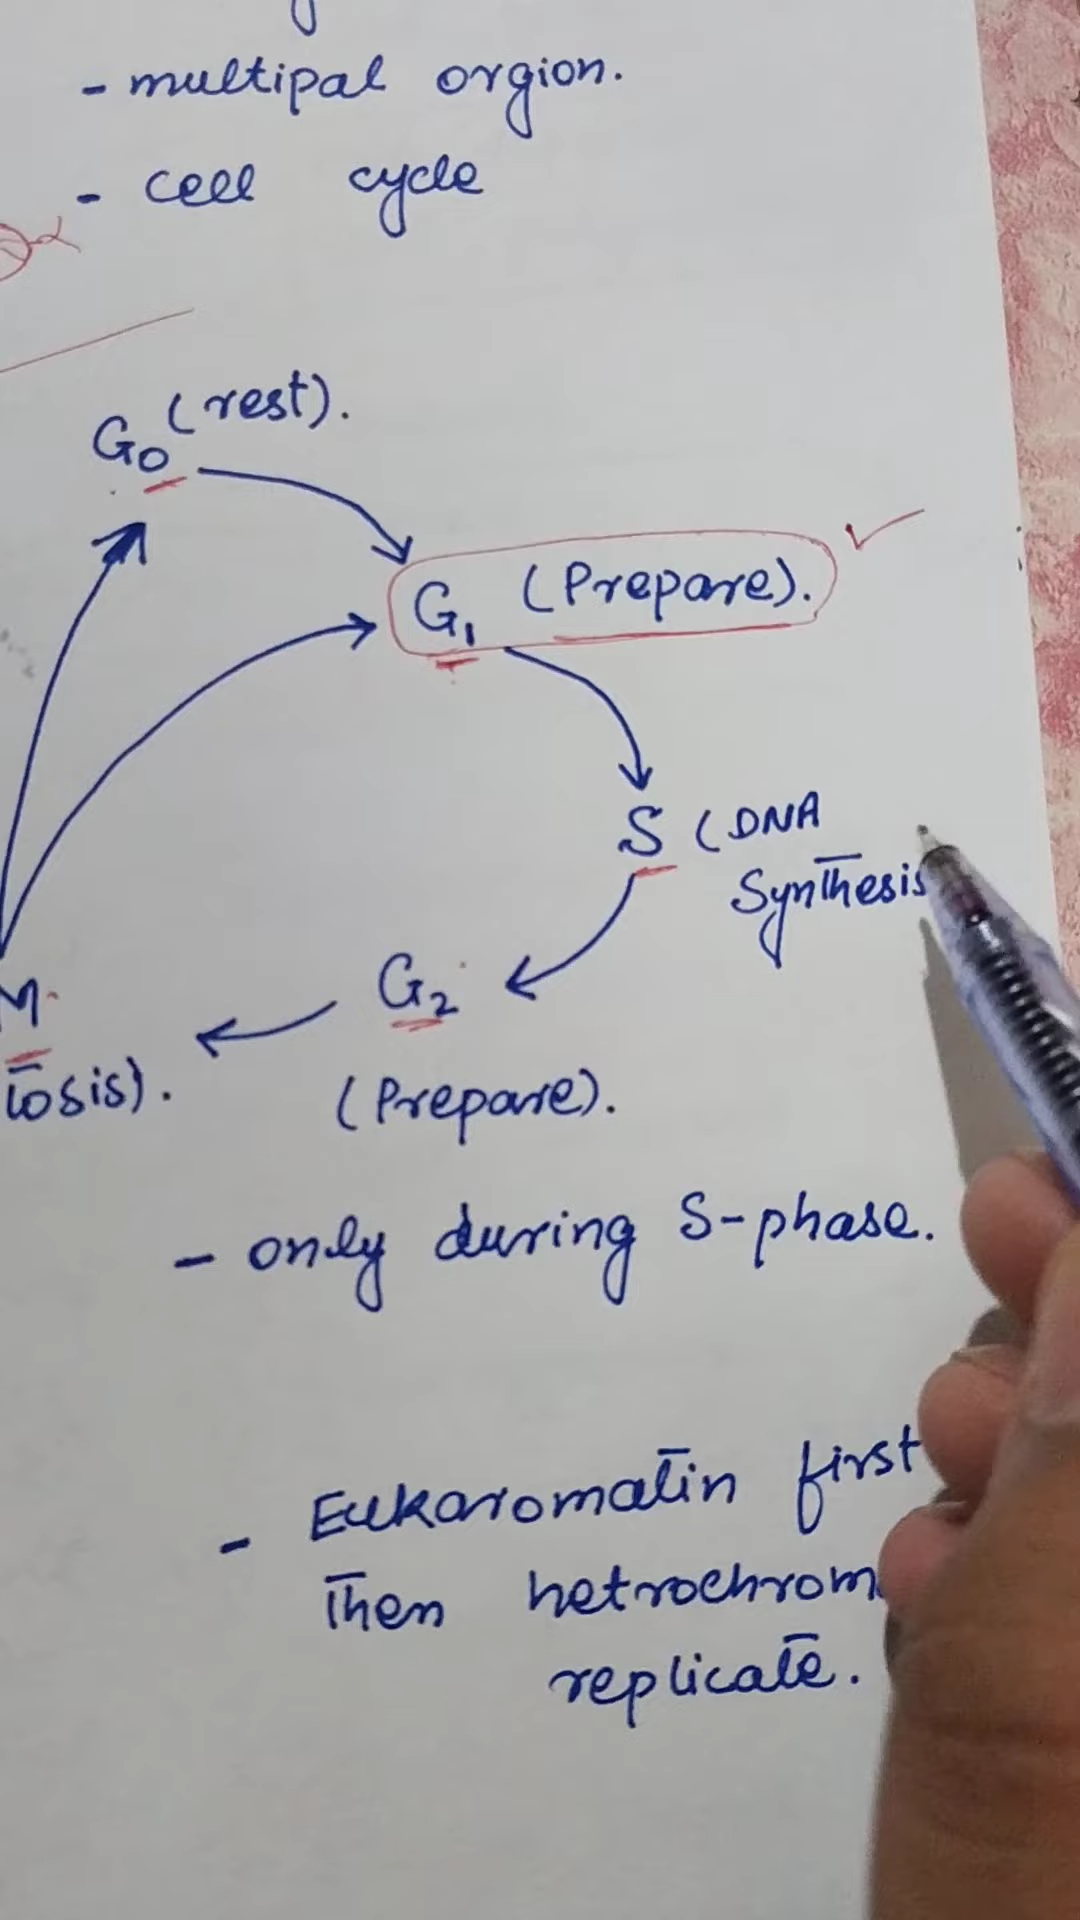 - multipal orgion.
- cell cycle
G0 (rest).
G1 (Prepare).
S (DNA
Synthesis
G2
M
(Prepare).
tosis).
- only during S-phase.
- Eukaromatin first
Then hetrochrom
replicate.